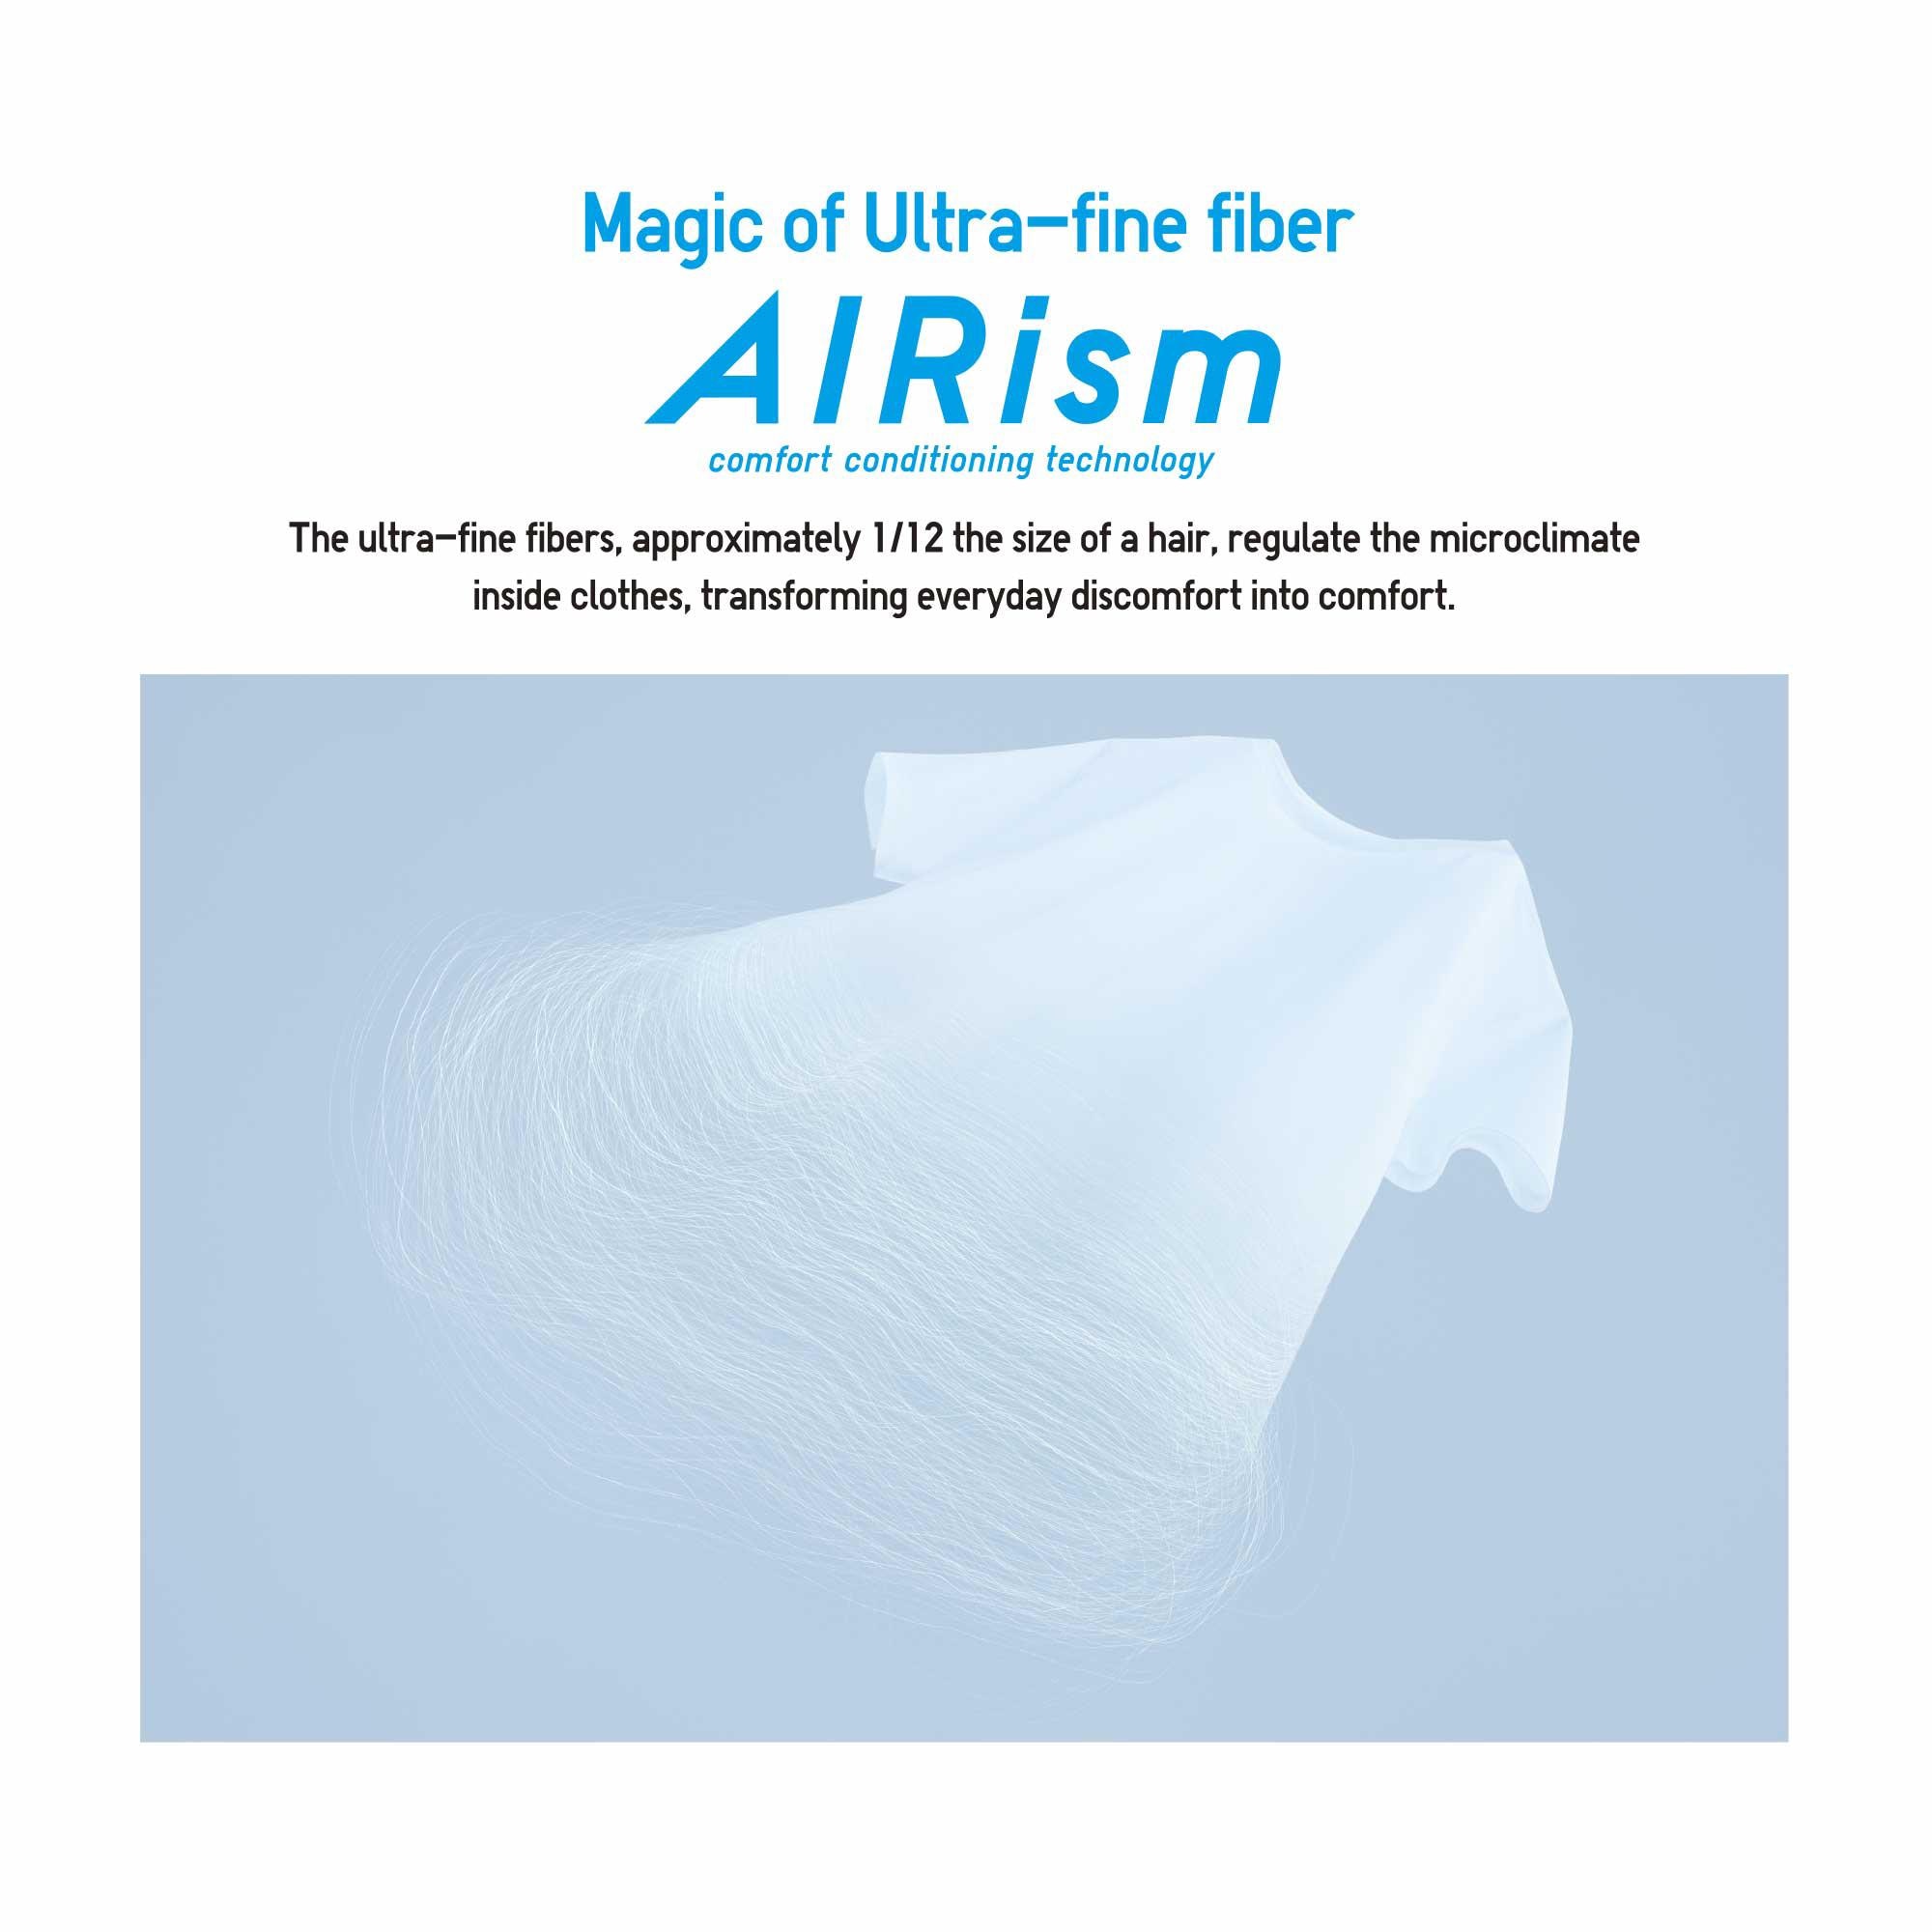 Magic of Ultra–fine fiber
AIRism
comfort conditioning technology
The ultra–fine fibers, approximately 1/12 the size of a hair, regulate the microclimate
inside clothes, transforming everyday discomfort into comfort.